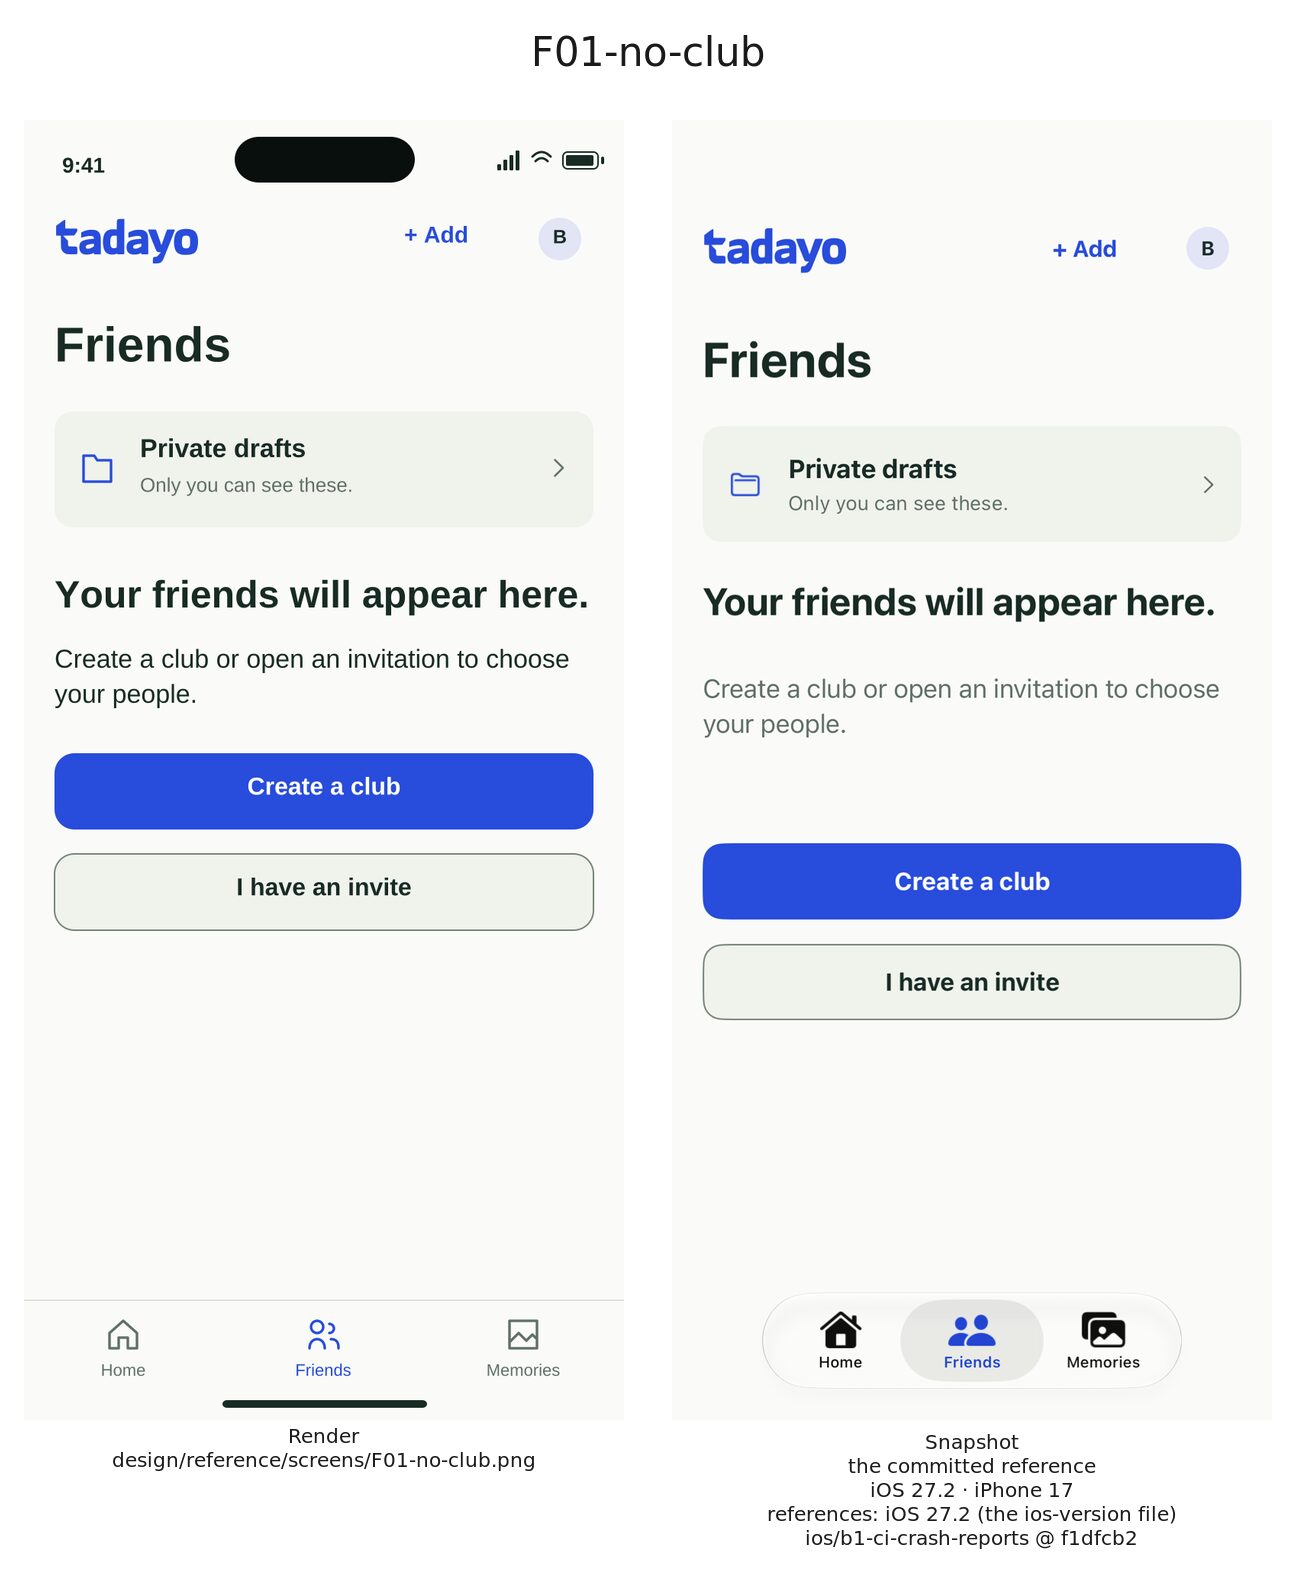 F01-no-club
9:41
tadayo
+ Add
B
Friends
Private drafts
Only you can see these.
Your friends will appear here.
Create a club or open an invitation to choose
your people.
Create a club
I have an invite
Home
Friends
Memories
Render
design/reference/screens/F01-no-club.png
tadayo
+ Add
B
Friends
Private drafts
Only you can see these.
Your friends will appear here.
Create a club or open an invitation to choose
your people.
Create a club
I have an invite
Home
Friends
Memories
Snapshot
the committed reference
iOS 27.2 · iPhone 17
references: iOS 27.2 (the ios-version file)
ios/b1-ci-crash-reports @ f1dfcb2